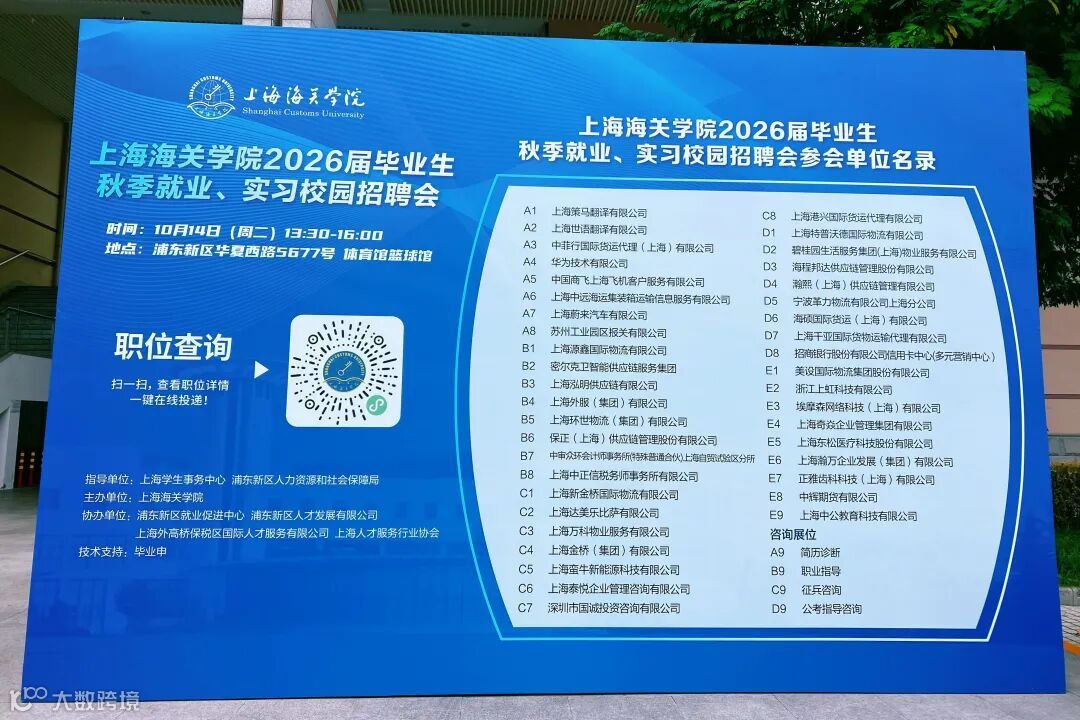 上海海关学院
Shanghai Customs University
上海海关学院2026届毕业生
秋季就业、实习校园招聘会
时间：10月14日（周二）13:30-16:00
地点：浦东新区华夏西路5677号 体育馆篮球馆
职位查询
扫一扫，查看职位详情
一键在线投递！
指导单位：上海学生事务中心 浦东新区人力资源和社会保障局
主办单位：上海海关学院
协办单位：浦东新区就业促进中心 浦东新区人才发展有限公司
上海外高桥保税区国际人才服务有限公司 上海人才服务行业协会
技术支持：毕业申
上海海关学院2026届毕业生
秋季就业、实习校园招聘会参会单位名录
A1 上海策马翻译有限公司
A2 上海世语翻译有限公司
A3 中菲行国际货运代理（上海）有限公司
A4 华为技术有限公司
A5 中国商飞上海飞机客户服务有限公司
A6 上海中远海运集装箱运输信息服务有限公司
A7 上海蔚来汽车有限公司
A8 苏州工业园区报关有限公司
B1 上海源鑫国际物流有限公司
B2 密尔克卫智能供应链服务集团
B3 上海泓明供应链有限公司
B4 上海外服（集团）有限公司
B5 上海环世物流（集团）有限公司
B6 保正（上海）供应链管理股份有限公司
B7 中审众环会计师事务所(特殊普通合伙)上海自贸试验区分所
B8 上海中正信税务师事务所有限公司
C1 上海新金桥国际物流有限公司
C2 上海达美乐比萨有限公司
C3 上海万科物业服务有限公司
C4 上海金桥（集团）有限公司
C5 上海蛮牛新能源科技有限公司
C6 上海泰悦企业管理咨询有限公司
C7 深圳市国诚投资咨询有限公司
C8 上海港兴国际货运代理有限公司
D1 上海特普沃德国际物流有限公司
D2 碧桂园生活服务集团(上海)物业服务有限公司
D3 海程邦达供应链管理股份有限公司
D4 瀚熙（上海）供应链管理有限公司
D5 宁波革力物流有限公司上海分公司
D6 海硕国际货运（上海）有限公司
D7 上海千亚国际货物运输代理有限公司
D8 招商银行股份有限公司信用卡中心(多元营销中心)
E1 美设国际物流集团股份有限公司
E2 浙江上虹科技有限公司
E3 埃摩森网络科技（上海）有限公司
E4 上海奇焱企业管理集团有限公司
E5 上海东松医疗科技股份有限公司
E6 上海瀚万企业发展（集团）有限公司
E7 正雅齿科科技（上海）有限公司
E8 中辉期货有限公司
E9 上海中公教育科技有限公司
咨询展位
A9 简历诊断
B9 职业指导
C9 征兵咨询
D9 公考指导咨询
大数跨境